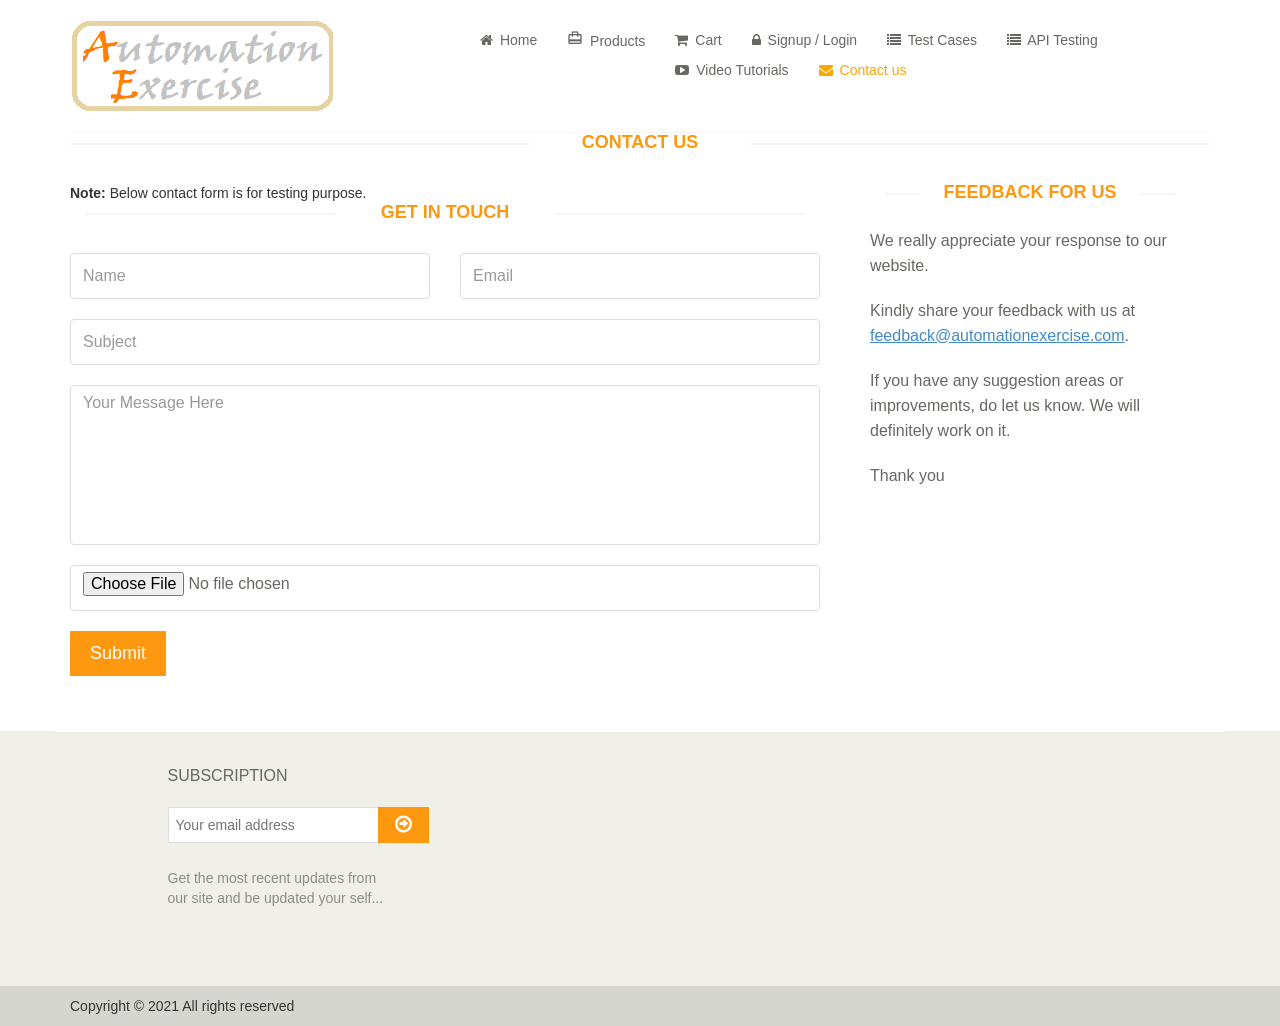 Automation
Exercise
Home
Products
Cart
Signup / Login
Test Cases
API Testing
Video Tutorials
Contact us
CONTACT US
Note: Below contact form is for testing purpose.
GET IN TOUCH
Name
Email
Subject
Your Message Here
Choose File No file chosen
Submit
FEEDBACK FOR US
We really appreciate your response to our
website.
Kindly share your feedback with us at
feedback@automationexercise.com.
If you have any suggestion areas or
improvements, do let us know. We will
definitely work on it.
Thank you
SUBSCRIPTION
Your email address
Get the most recent updates from
our site and be updated your self...
Copyright © 2021 All rights reserved